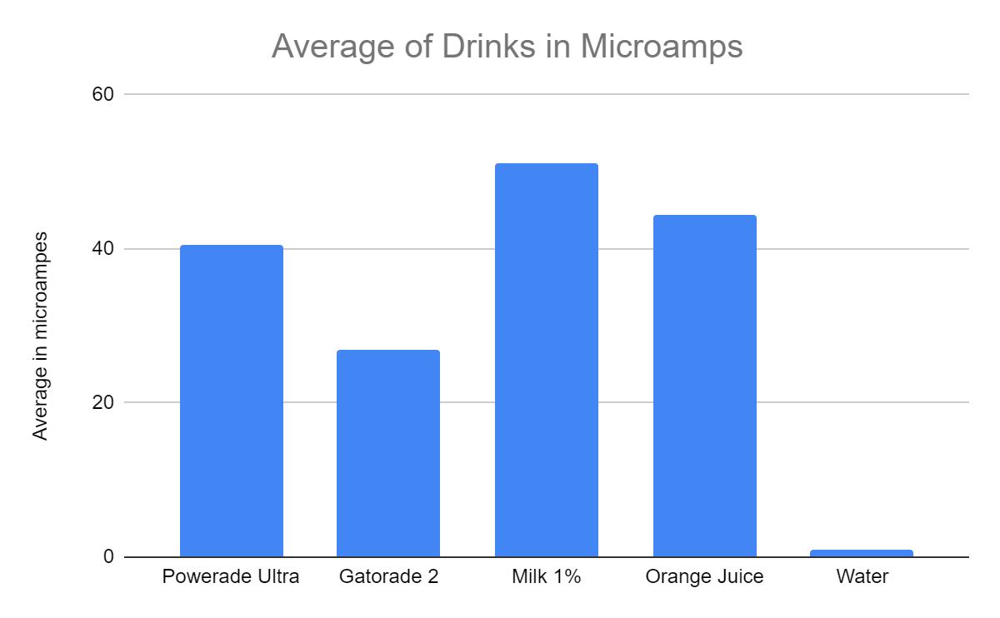 Average of Drinks in Microamps
60
40
20
0
Average in microampes
Powerade Ultra
Gatorade 2
Milk 1%
Orange Juice
Water